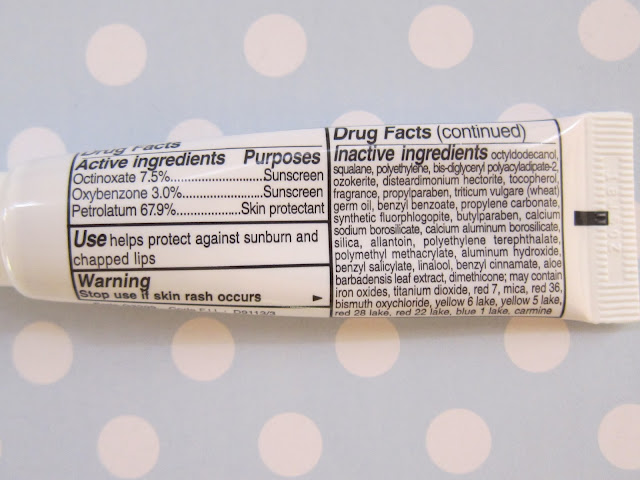 Drug Facts
Active ingredients Purposes
Octinoxate 7.5%......................Sunscreen
Oxybenzone 3.0%..................Sunscreen
Petrolatum 67.9%................Skin protectant
Use helps protect against sunburn and
chapped lips
Warning
Stop use if skin rash occurs
Drug Facts (continued)
Inactive ingredients octyldodecanol,
squalane, polyethylene, bis-diglyceryl polyacyladipate-2,
ozokerite, disteardimonium hectorite, tocopherol,
fragrance, propylparaben, triticum vulgare (wheat)
germ oil, benzyl benzoate, propylene carbonate,
synthetic fluorphlogopite, butylparaben, calcium
sodium borosilicate, calcium aluminum borosilicate,
silica, allantoin, polyethylene terephthalate,
polymethyl methacrylate, aluminum hydroxide,
benzyl salicylate, linalool, benzyl cinnamate, aloe
barbadensis leaf extract, dimethicone; may contain
iron oxides, titanium dioxide, red 7, mica, red 36,
bismuth oxychloride, yellow 6 lake, yellow 5 lake,
red 28 lake, red 22 lake, blue 1 lake, carmine